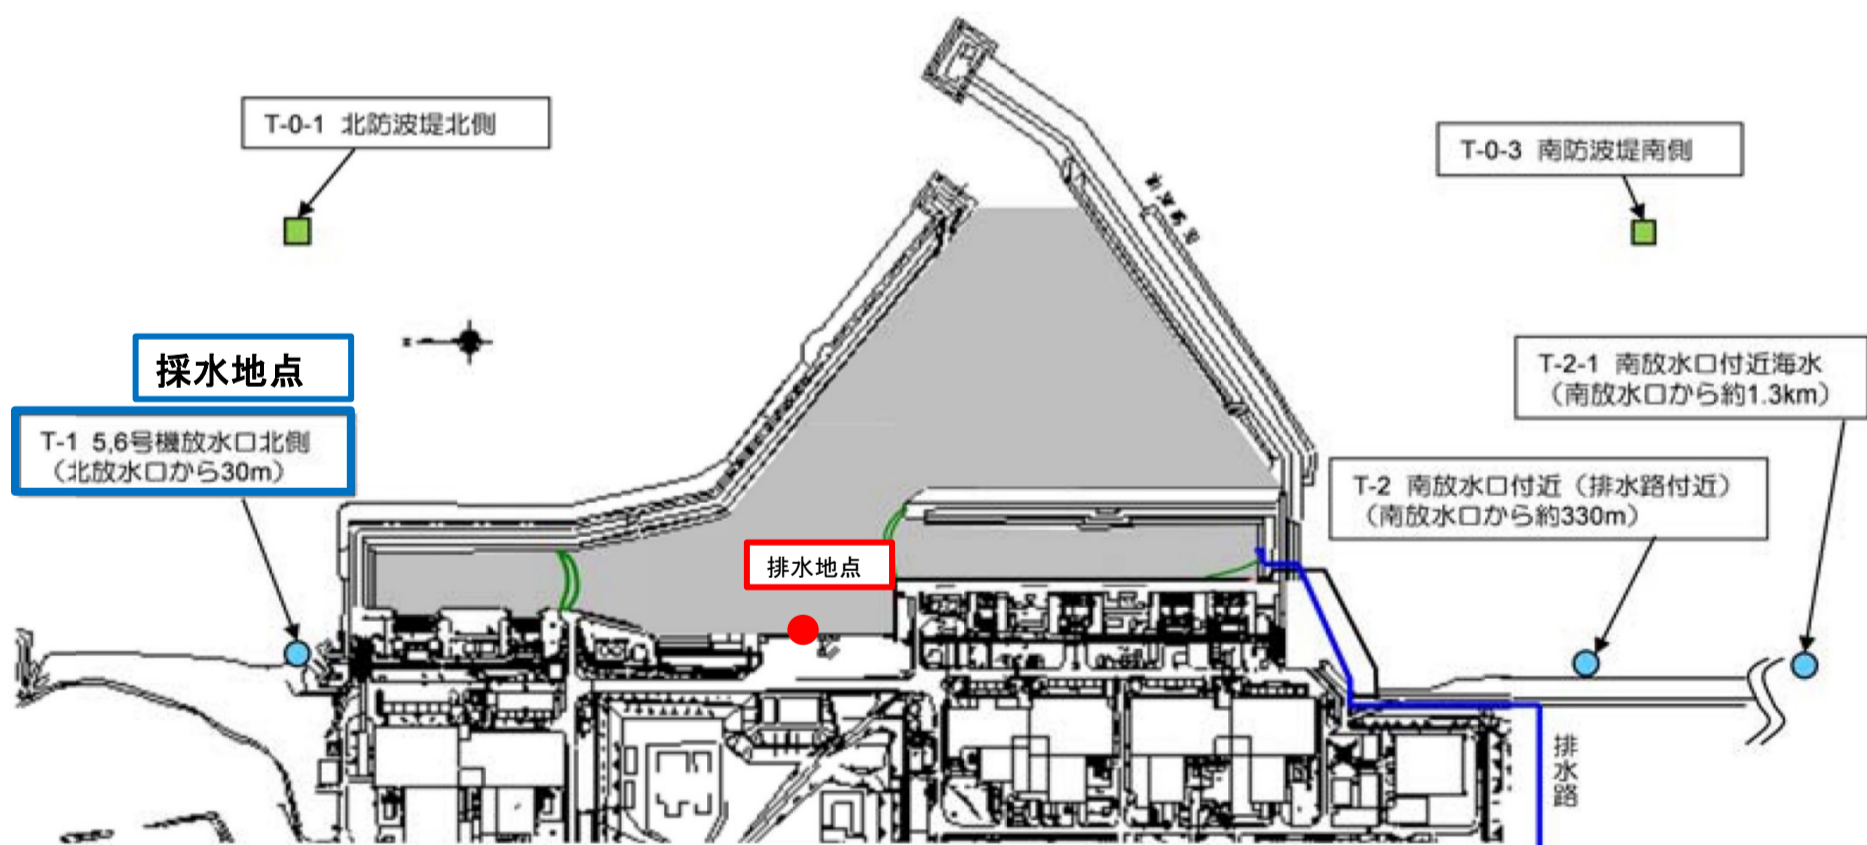 T-0-1 北防波堤北側
T-0-3 南防波堤南側
採水地点
T-1 5,6号機放水口北側
（北放水口から30m）
T-2-1 南放水口付近海水
（南放水口から約1.3km）
T-2 南放水口付近（排水路付近）
（南放水口から約330m）
排水地点
排水路